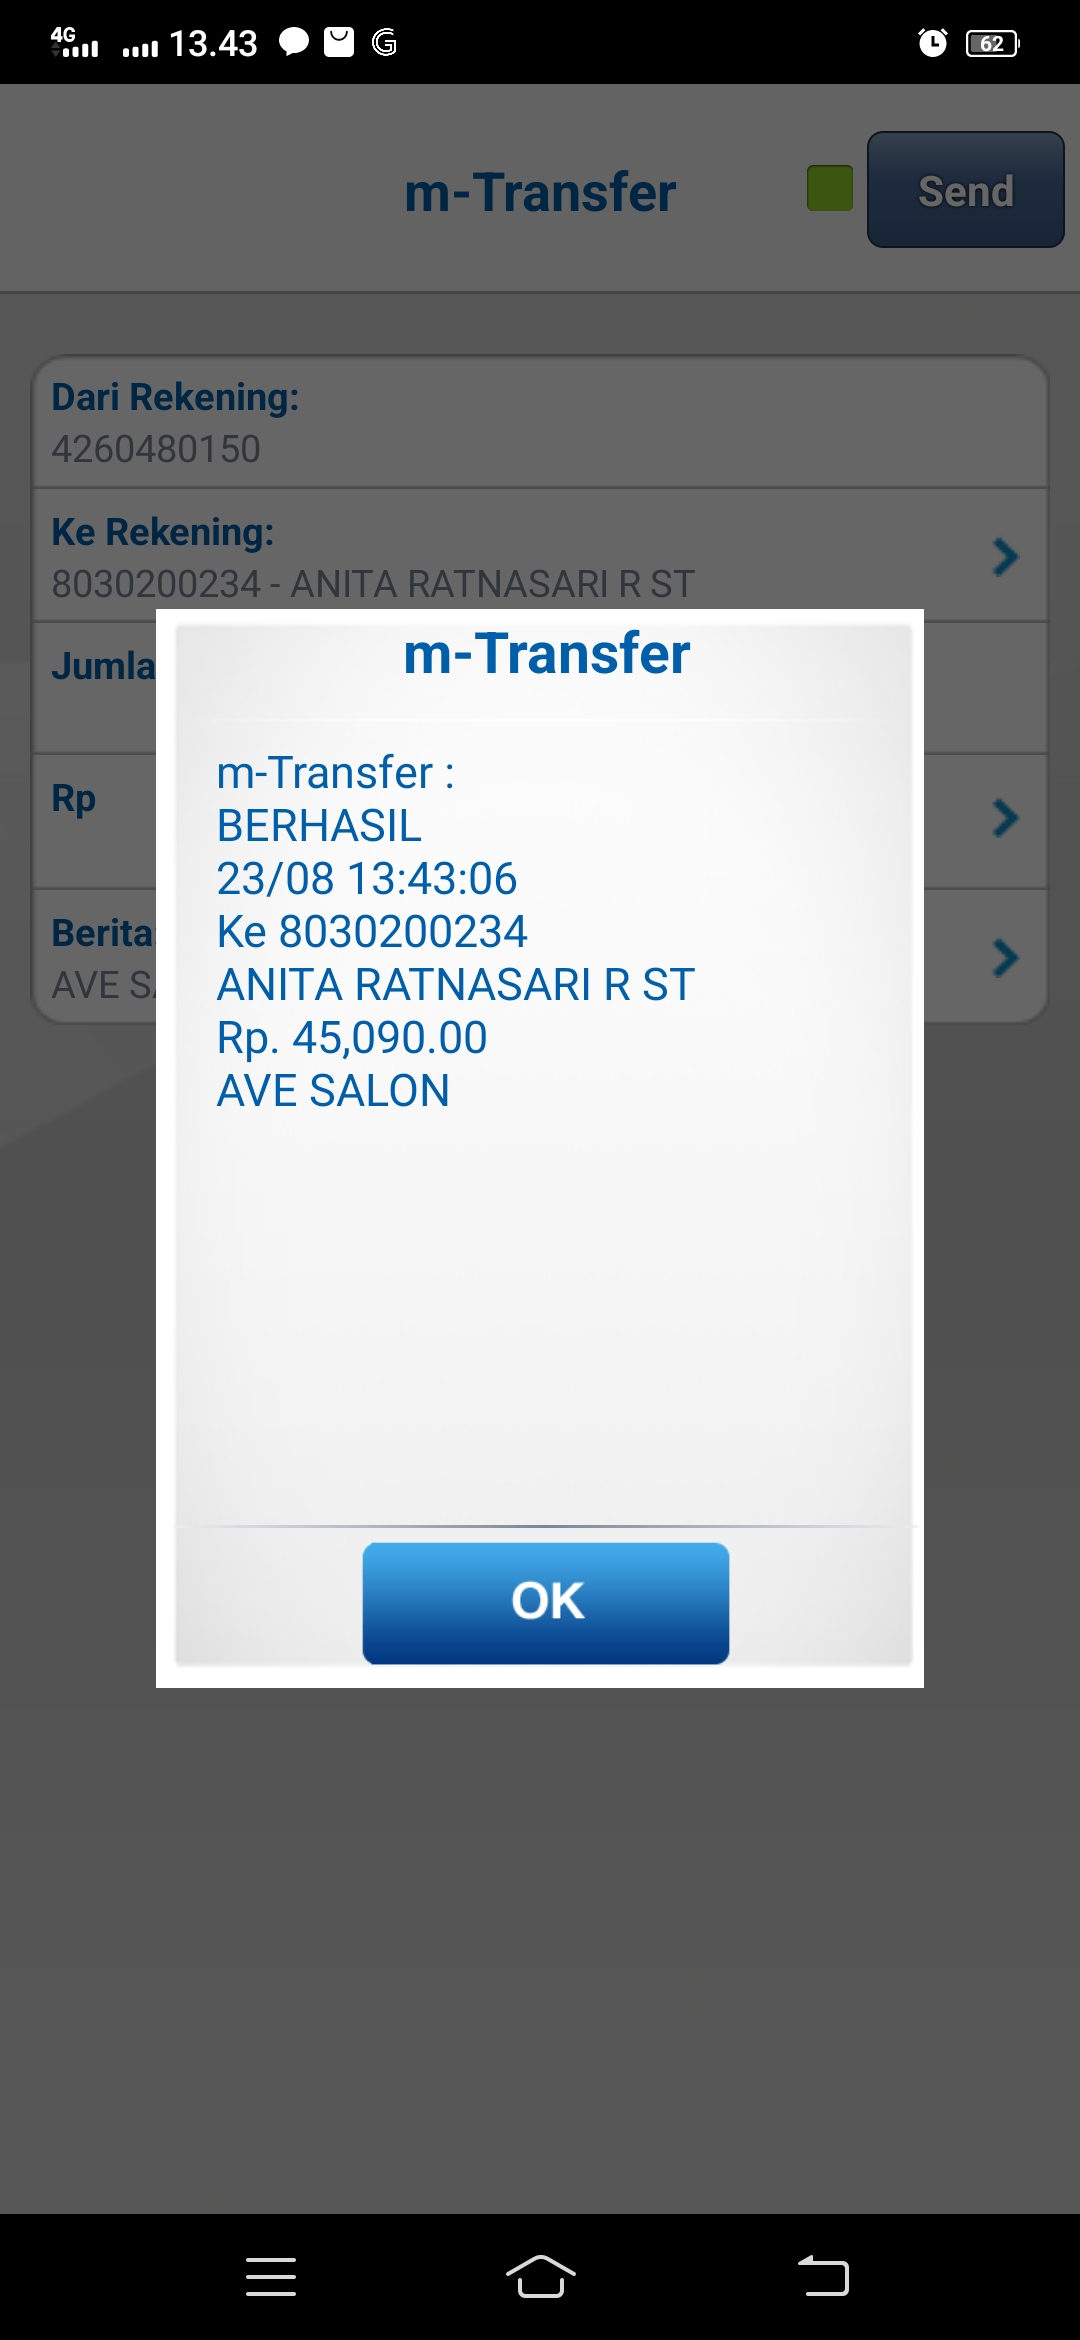 4G 13.43 62
m-Transfer
Send
Dari Rekening:
4260480150
Ke Rekening:
8030200234 - ANITA RATNASARI R ST
Jumla
Rp
Berita
AVE S
m-Transfer
m-Transfer :
BERHASIL
23/08 13:43:06
Ke 8030200234
ANITA RATNASARI R ST
Rp. 45,090.00
AVE SALON
OK